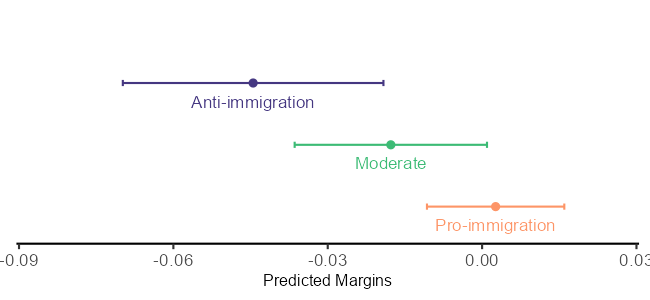 Anti-immigration
Moderate
Pro-immigration
-0.09 -0.06 -0.03 0.00 0.03
Predicted Margins